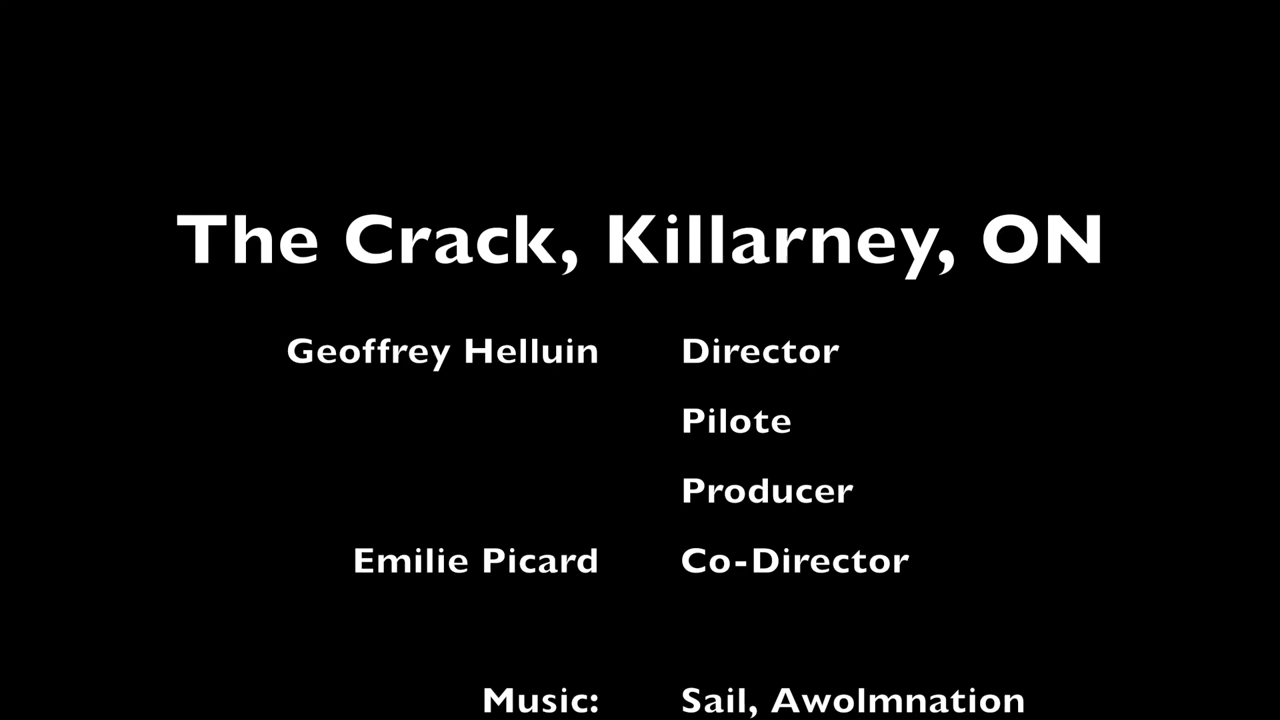 The Crack, Killarney, ON
Geoffrey Helluin Director
Pilote
Producer
Emilie Picard Co-Director
Music: Sail, Awolmnation